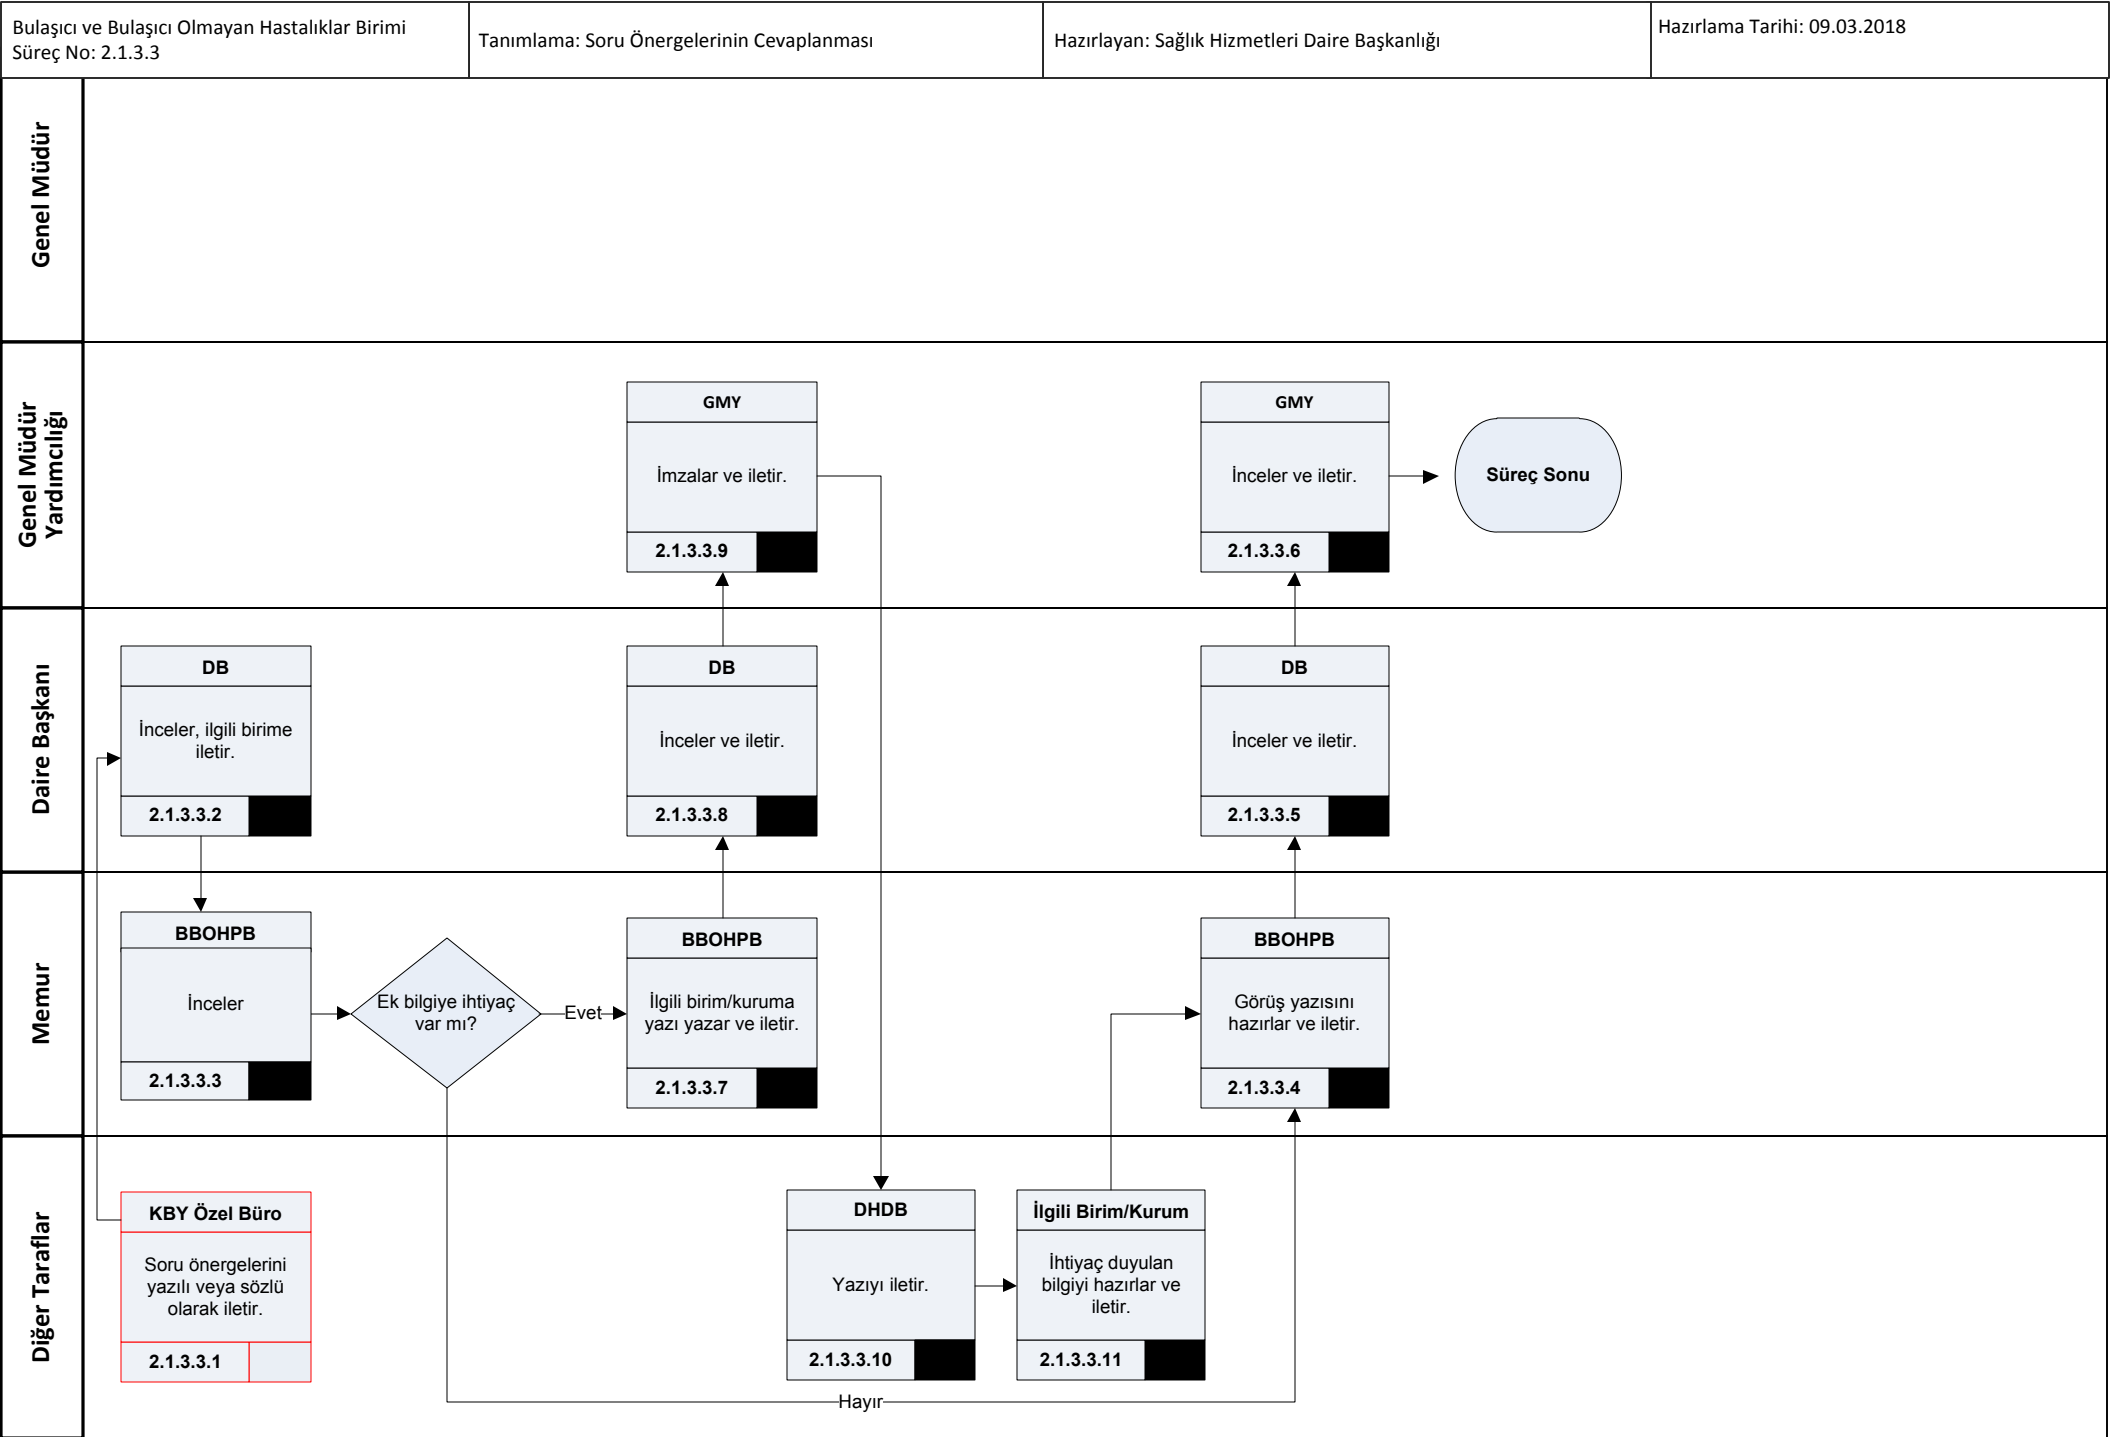 Bulaşıcı ve Bulaşıcı Olmayan Hastalıklar Birimi
Süreç No: 2.1.3.3
Tanımlama: Soru Önergelerinin Cevaplanması
Hazırlayan: Sağlık Hizmetleri Daire Başkanlığı
Hazırlama Tarihi: 09.03.2018
Genel Müdür
Genel Müdür
Yardımcılığı
GMY
İmzalar ve iletir.
2.1.3.3.9
GMY
İnceler ve iletir.
2.1.3.3.6
Süreç Sonu
Daire Başkanı
DB
İnceler, ilgili birime
iletir.
2.1.3.3.2
DB
İnceler ve iletir.
2.1.3.3.8
DB
İnceler ve iletir.
2.1.3.3.5
Memur
BBOHPB
İnceler
2.1.3.3.3
Ek bilgiye ihtiyaç
var mı?
Evet
BBOHPB
İlgili birim/kuruma
yazı yazar ve iletir.
2.1.3.3.7
BBOHPB
Görüş yazısını
hazırlar ve iletir.
2.1.3.3.4
Diğer Taraflar
KBY Özel Büro
Soru önergelerini
yazılı veya sözlü
olarak iletir.
2.1.3.3.1
DHDB
Yazıyı iletir.
2.1.3.3.10
İlgili Birim/Kurum
İhtiyaç duyulan
bilgiyi hazırlar ve
iletir.
2.1.3.3.11
Hayır